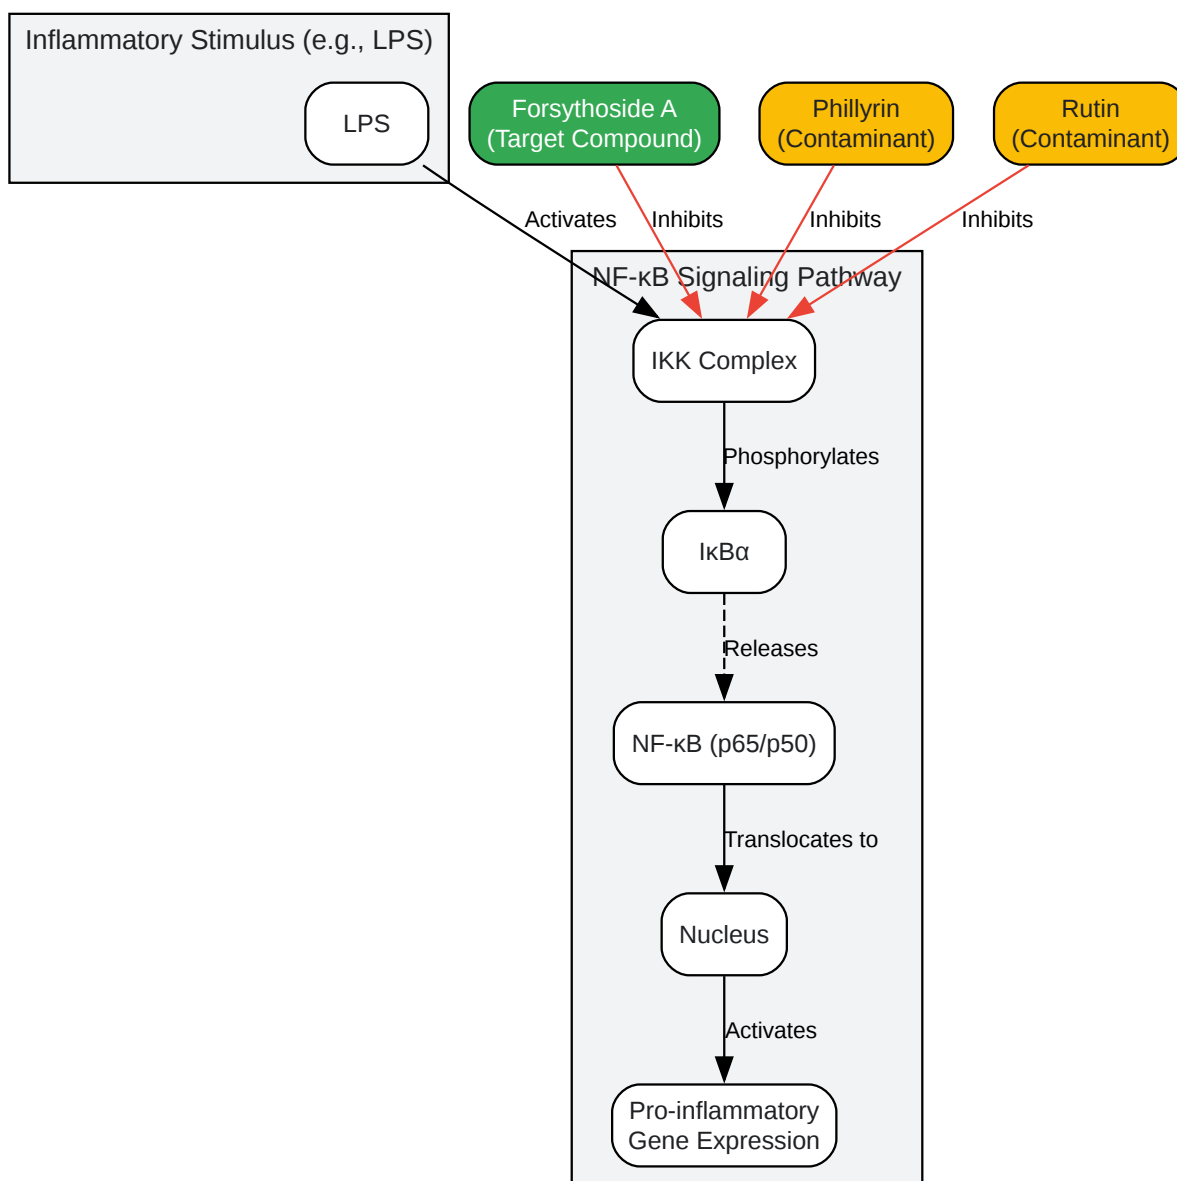 Inflammatory Stimulus (e.g., LPS)
LPS
Forsythoside A
(Target Compound)
Phillyrin
(Contaminant)
Rutin
(Contaminant)
Activates
Inhibits
Inhibits
Inhibits
NF-κB Signaling Pathway
IKK Complex
Phosphorylates
IκBα
Releases
NF-κB (p65/p50)
Translocates to
Nucleus
Activates
Pro-inflammatory
Gene Expression